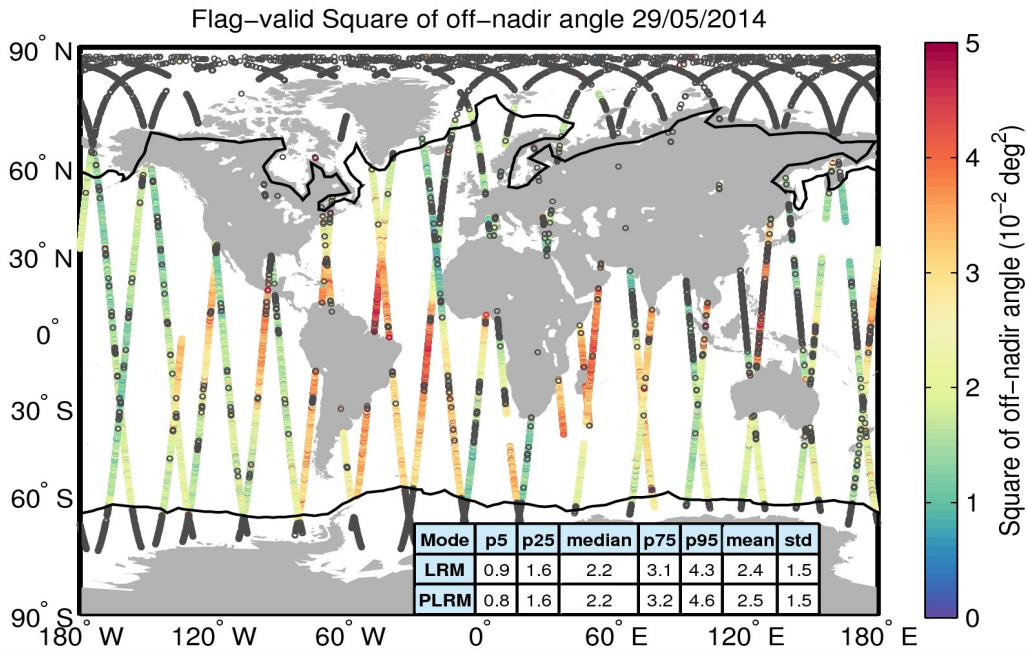 Flag−valid Square of off−nadir angle 29/05/2014
90° N
60° N
30° N
0°
30° S
60° S
90° S
180° W
120° W
60° W
0°
60° E
120° E
180° E
Mode p5 p25 median p75 p95 mean std
LRM 0.9 1.6 2.2 3.1 4.3 2.4 1.5
PLRM 0.8 1.6 2.2 3.2 4.6 2.5 1.5
5
4
3
2
1
0
Square of off−nadir angle (10⁻² deg²)